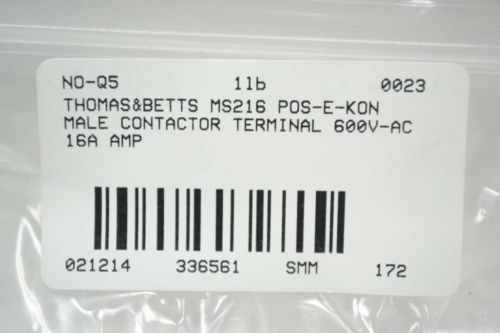 NO-Q5 1lb 0023
THOMAS&BETTS MS216 POS-E-KON
MALE CONTACTOR TERMINAL 600V-AC
16A AMP
021214 336561 SMM 172